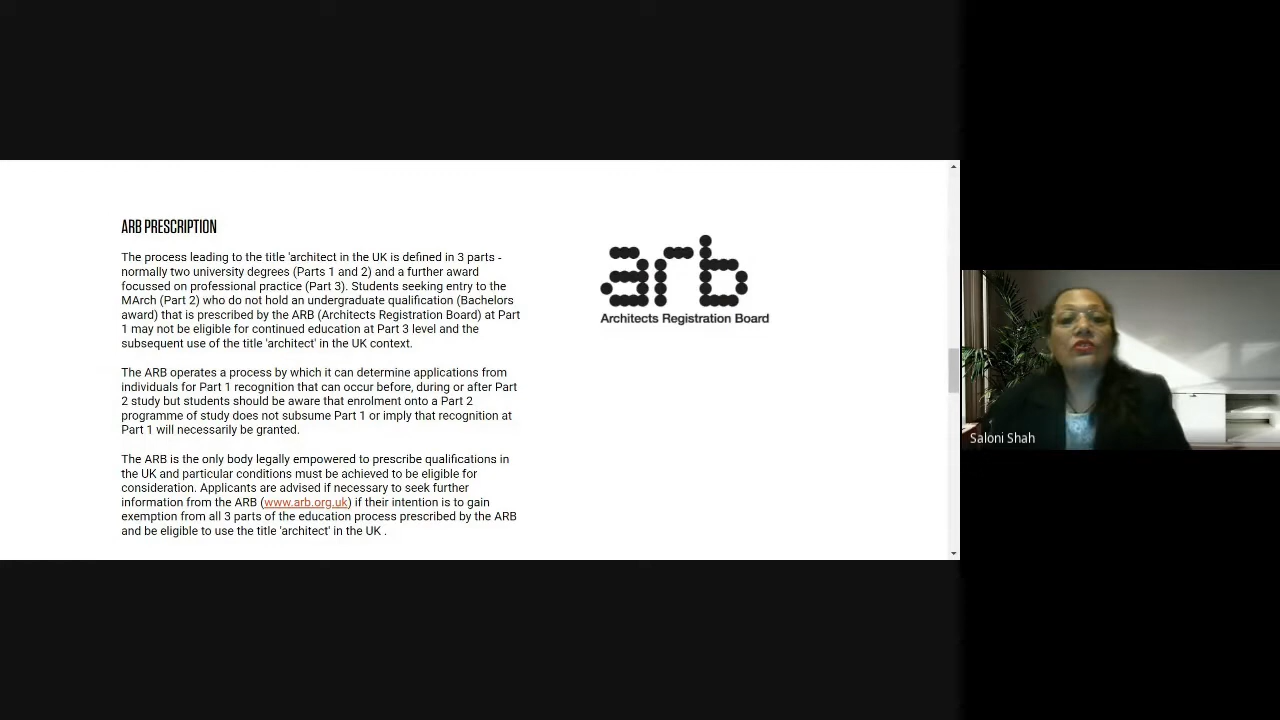 ARB PRESCRIPTION
The process leading to the title 'architect in the UK is defined in 3 parts -
normally two university degrees (Parts 1 and 2) and a further award
focussed on professional practice (Part 3). Students seeking entry to the
MArch (Part 2) who do not hold an undergraduate qualification (Bachelors
award) that is prescribed by the ARB (Architects Registration Board) at Part
1 may not be eligible for continued education at Part 3 level and the
subsequent use of the title 'architect' in the UK context.
The ARB operates a process by which it can determine applications from
individuals for Part 1 recognition that can occur before, during or after Part
2 study but students should be aware that enrolment onto a Part 2
programme of study does not subsume Part 1 or imply that recognition at
Part 1 will necessarily be granted.
The ARB is the only body legally empowered to prescribe qualifications in
the UK and particular conditions must be achieved to be eligible for
consideration. Applicants are advised if necessary to seek further
information from the ARB (www.arb.org.uk) if their intention is to gain
exemption from all 3 parts of the education process prescribed by the ARB
and be eligible to use the title 'architect' in the UK .
arb
Architects Registration Board
Saloni Shah